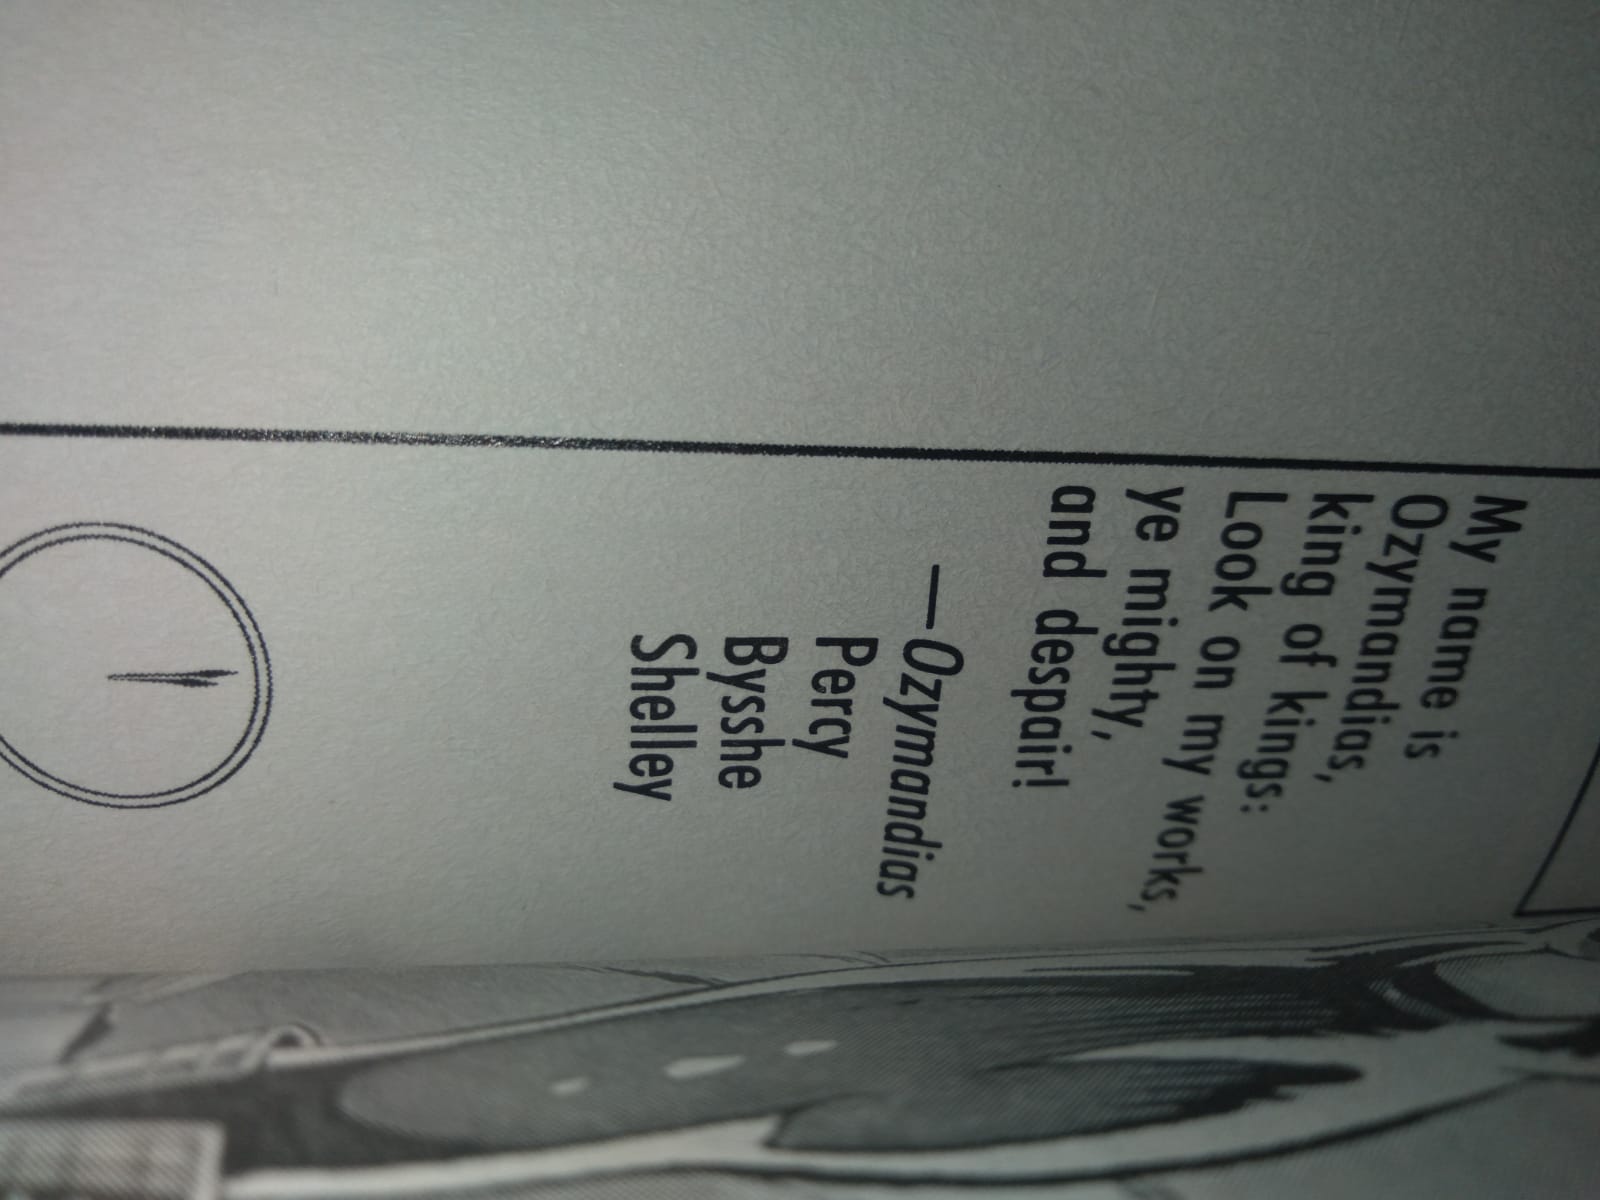 My name is
Ozymandias,
king of kings:
Look on my works,
ye mighty,
and despair!
—Ozymandias
Percy
Bysshe
Shelley